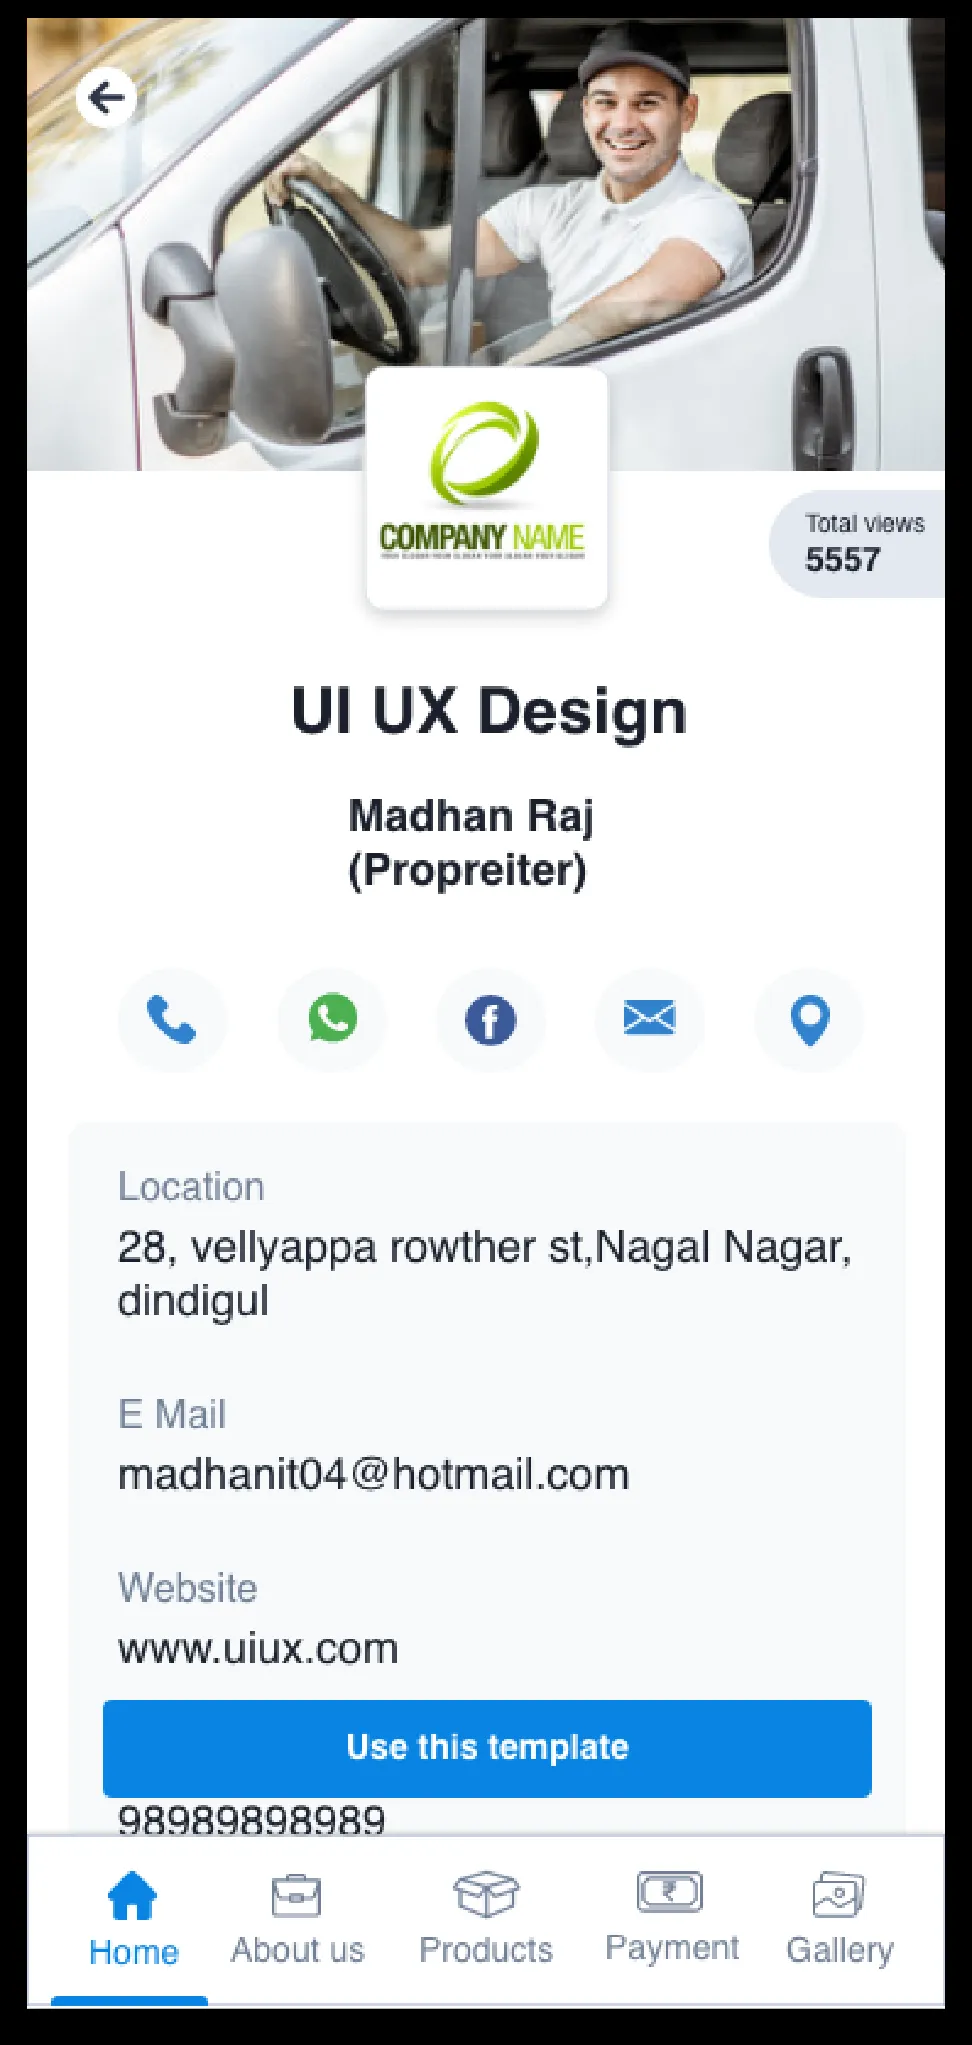 COMPANY NAME
Total views
5557
UI UX Design
Madhan Raj
(Propreiter)
Location
28, vellyappa rowther st,Nagal Nagar,
dindigul
E Mail
madhanit04@hotmail.com
Website
www.uiux.com
Use this template
98989898989
Home
About us
Products
Payment
Gallery